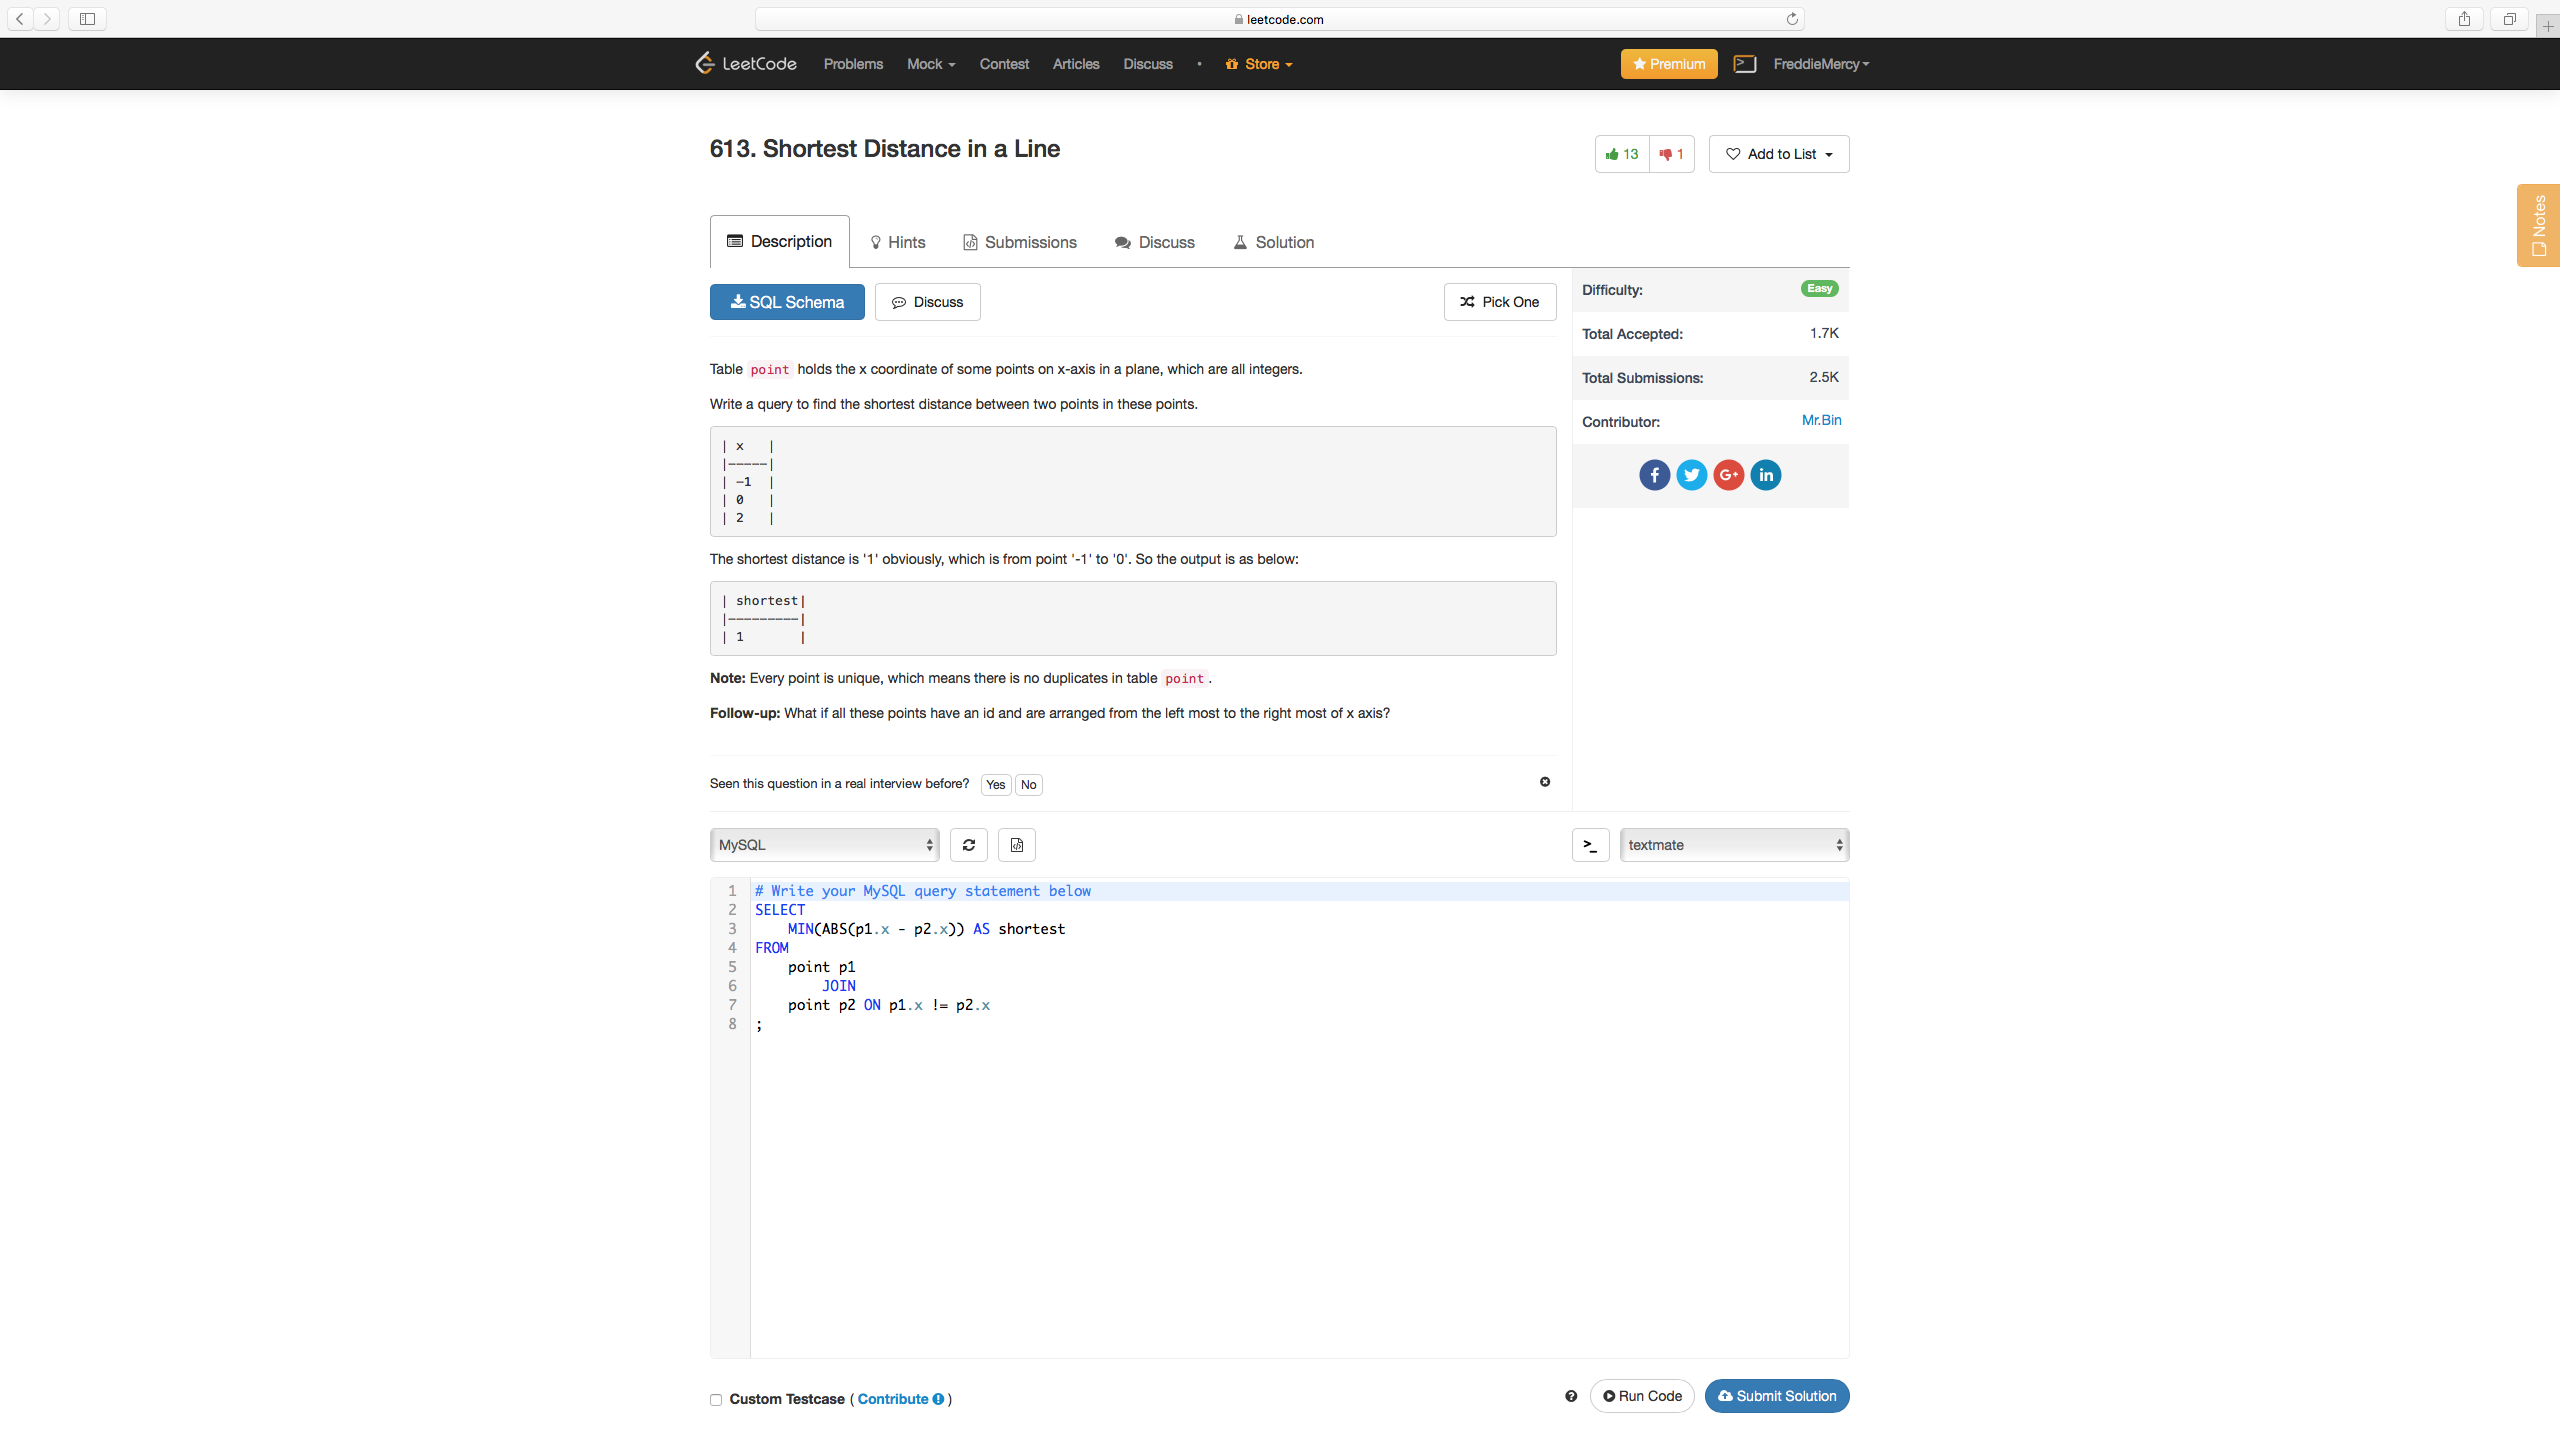 leetcode.com
LeetCode Problems Mock Contest Articles Discuss • Store Premium FreddieMercy
613. Shortest Distance in a Line
13 1 Add to List
Notes
Description Hints Submissions Discuss Solution
SQL Schema Discuss Pick One
Difficulty: Easy
Total Accepted: 1.7K
Total Submissions: 2.5K
Contributor: Mr.Bin
Table point holds the x coordinate of some points on x-axis in a plane, which are all integers.
Write a query to find the shortest distance between two points in these points.
| x   |
|-----|
| -1  |
| 0   |
| 2   |
The shortest distance is '1' obviously, which is from point '-1' to '0'. So the output is as below:
| shortest|
|---------|
| 1       |
Note: Every point is unique, which means there is no duplicates in table point.
Follow-up: What if all these points have an id and are arranged from the left most to the right most of x axis?
Seen this question in a real interview before? Yes No
MySQL >_ textmate
1 # Write your MySQL query statement below
2 SELECT
3     MIN(ABS(p1.x - p2.x)) AS shortest
4 FROM
5     point p1
6         JOIN
7     point p2 ON p1.x != p2.x
8 ;
Custom Testcase ( Contribute )
Run Code Submit Solution